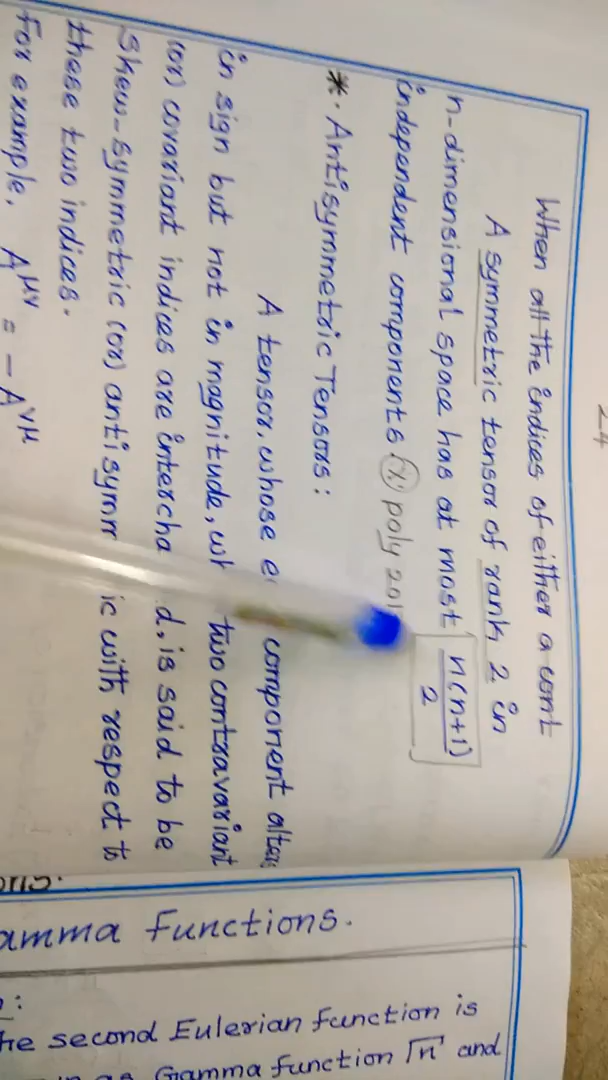 24
When all the indices of either a cont
A symmetric tensor of rank 2 in
n-dimensional space has at most n(n+1)/2
independent components. poly 201
*. Antisymmetric Tensors:
A tensor, whose component alter
in sign but not in magnitude, two contravariant
(or) covariant indices are d, is said to be
Skew-symmetric (or) antisymm ic with respect to
these two indices.
For example, A^μν = -A^νμ
amma Functions.
he second Eulerian function is
as Gamma function √n and